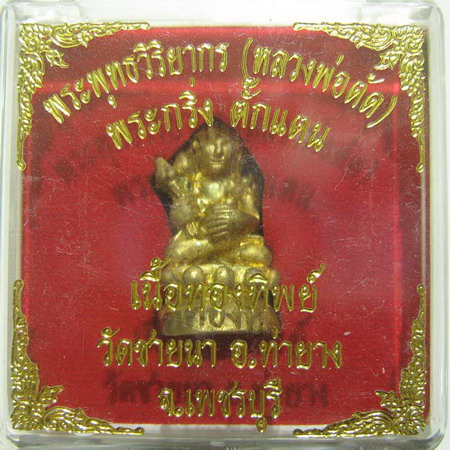 พระพุทธวิริยากร (หลวงพ่อตัด)
พระกริ่ง ตั๊กแตน
เนื้อทองทิพย์
วัดชายนา อ.ท่ายาง
จ.เพชรบุรี